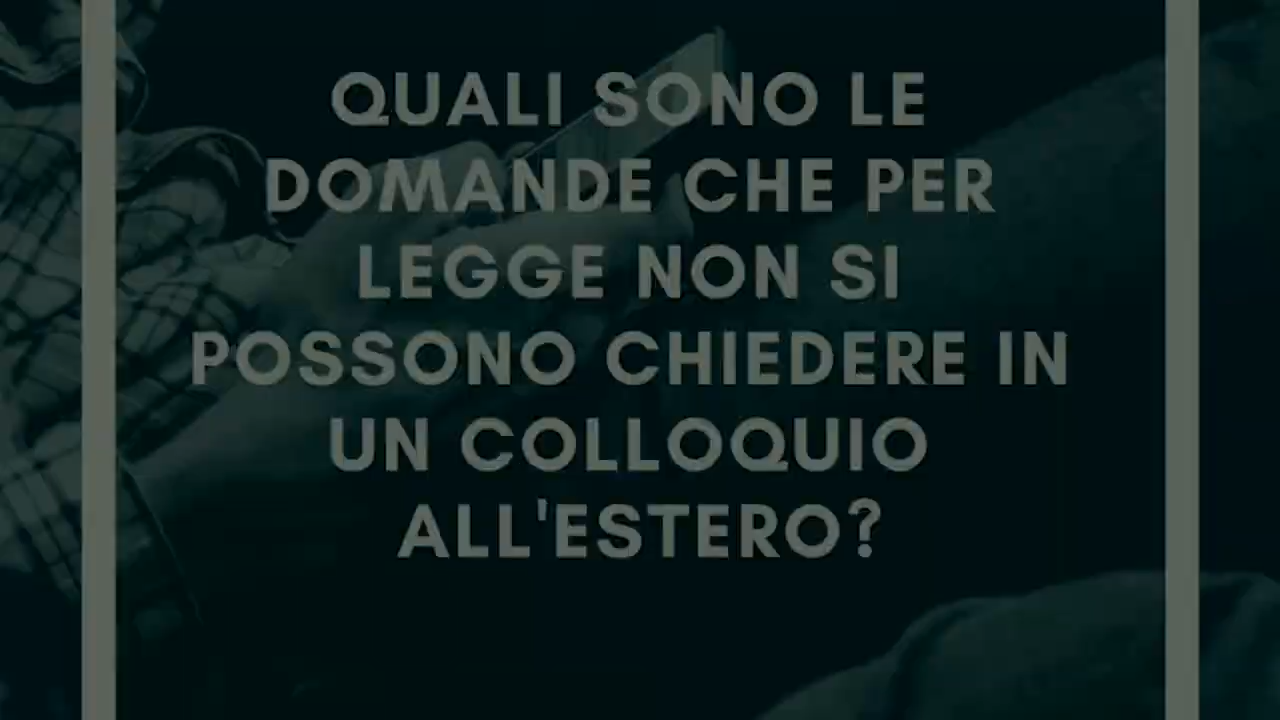 QUALI SONO LE
DOMANDE CHE PER
LEGGE NON SI
POSSONO CHIEDERE IN
UN COLLOQUIO
ALL'ESTERO?